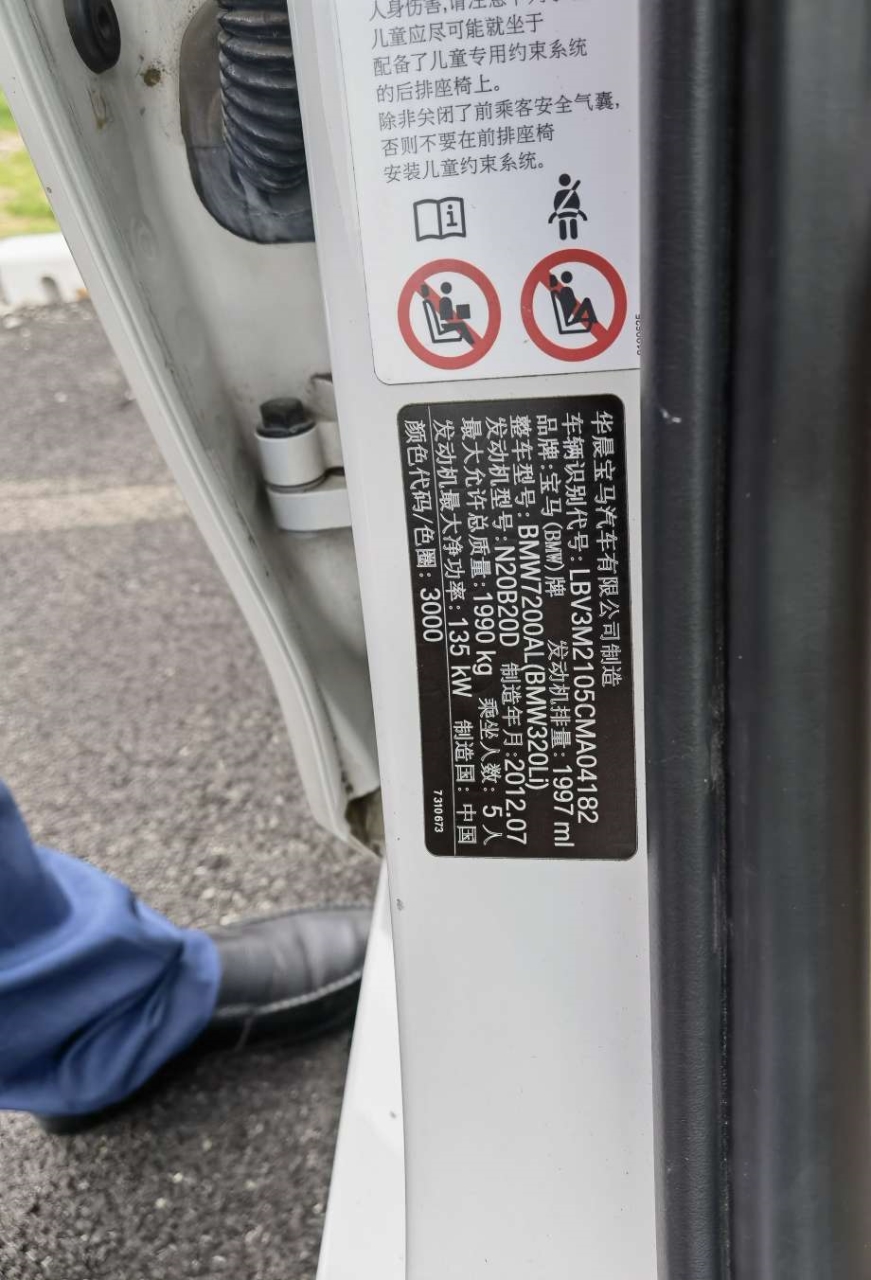 人身伤害,请注意
儿童应尽可能就坐于
配备了儿童专用约束系统
的后排座椅上。
除非关闭了前乘客安全气囊,
否则不要在前排座椅
安装儿童约束系统。
华晨宝马汽车有限公司制造
车辆识别代号: LBV3M2105CMA04182
品牌: 宝马(BMW)牌 发动机排量: 1997 ml
整车型号: BMW7200AL(BMW320Li)
发动机型号: N20B20D 制造年月: 2012.07
最大允许总质量: 1990 kg 乘坐人数: 5 人
发动机最大净功率: 135 kW 制造国: 中国
颜色代码/色圈: 3000
7310673